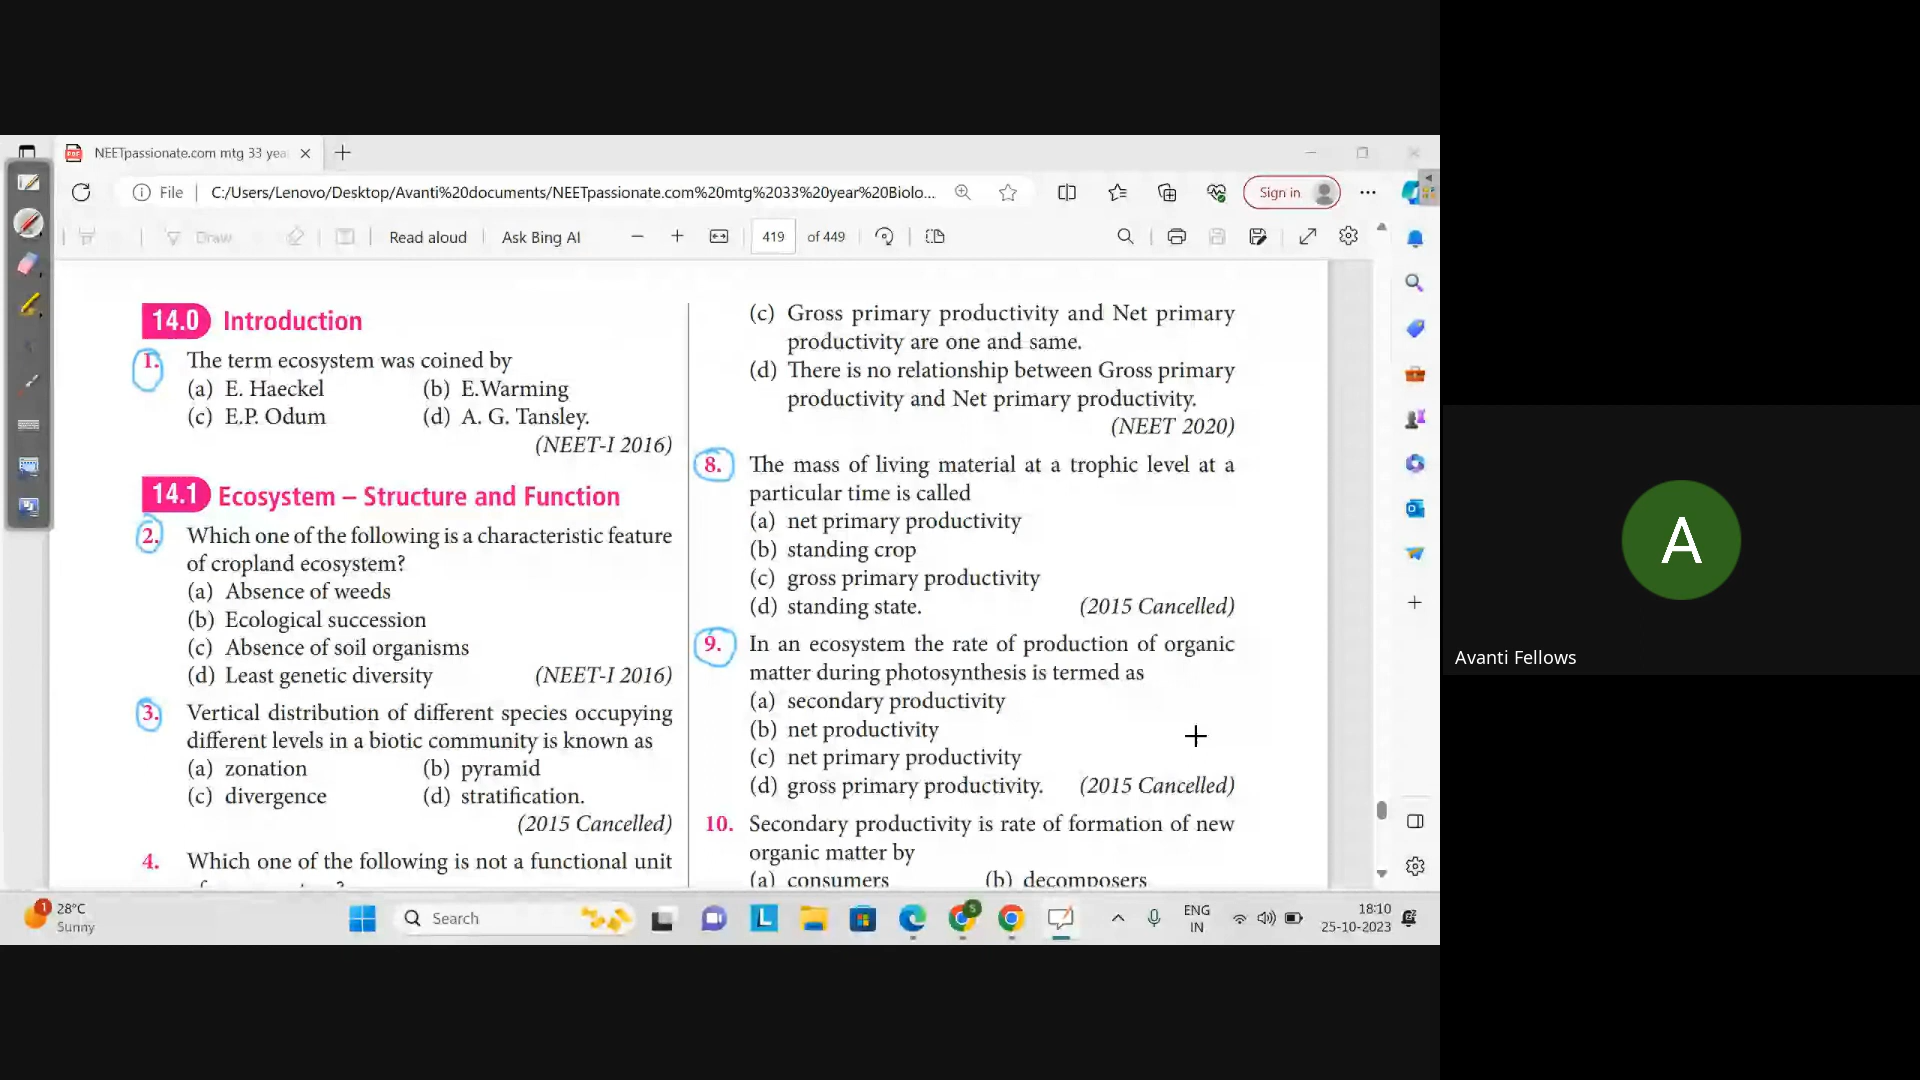 NEETpassionate.com mtg 33 yea
File
C:/Users/Lenovo/Desktop/Avanti%20documents/NEETpassionate.com%20mtg%2033%20year%20Biolo...
Sign in
Draw
Read aloud
Ask Bing AI
419
of 449
14.0 Introduction
1. The term ecosystem was coined by
(a) E. Haeckel (b) E.Warming
(c) E.P. Odum (d) A. G. Tansley.
(NEET-I 2016)
14.1 Ecosystem – Structure and Function
2. Which one of the following is a characteristic feature
of cropland ecosystem?
(a) Absence of weeds
(b) Ecological succession
(c) Absence of soil organisms
(d) Least genetic diversity (NEET-I 2016)
3. Vertical distribution of different species occupying
different levels in a biotic community is known as
(a) zonation (b) pyramid
(c) divergence (d) stratification.
(2015 Cancelled)
4. Which one of the following is not a functional unit
(c) Gross primary productivity and Net primary
productivity are one and same.
(d) There is no relationship between Gross primary
productivity and Net primary productivity.
(NEET 2020)
8. The mass of living material at a trophic level at a
particular time is called
(a) net primary productivity
(b) standing crop
(c) gross primary productivity
(d) standing state. (2015 Cancelled)
9. In an ecosystem the rate of production of organic
matter during photosynthesis is termed as
(a) secondary productivity
(b) net productivity
(c) net primary productivity
(d) gross primary productivity. (2015 Cancelled)
10. Secondary productivity is rate of formation of new
organic matter by
(a) consumers (b) decomposers
A
Avanti Fellows
1
28°C
Sunny
Search
L
S
ENG
IN
18:10
25-10-2023